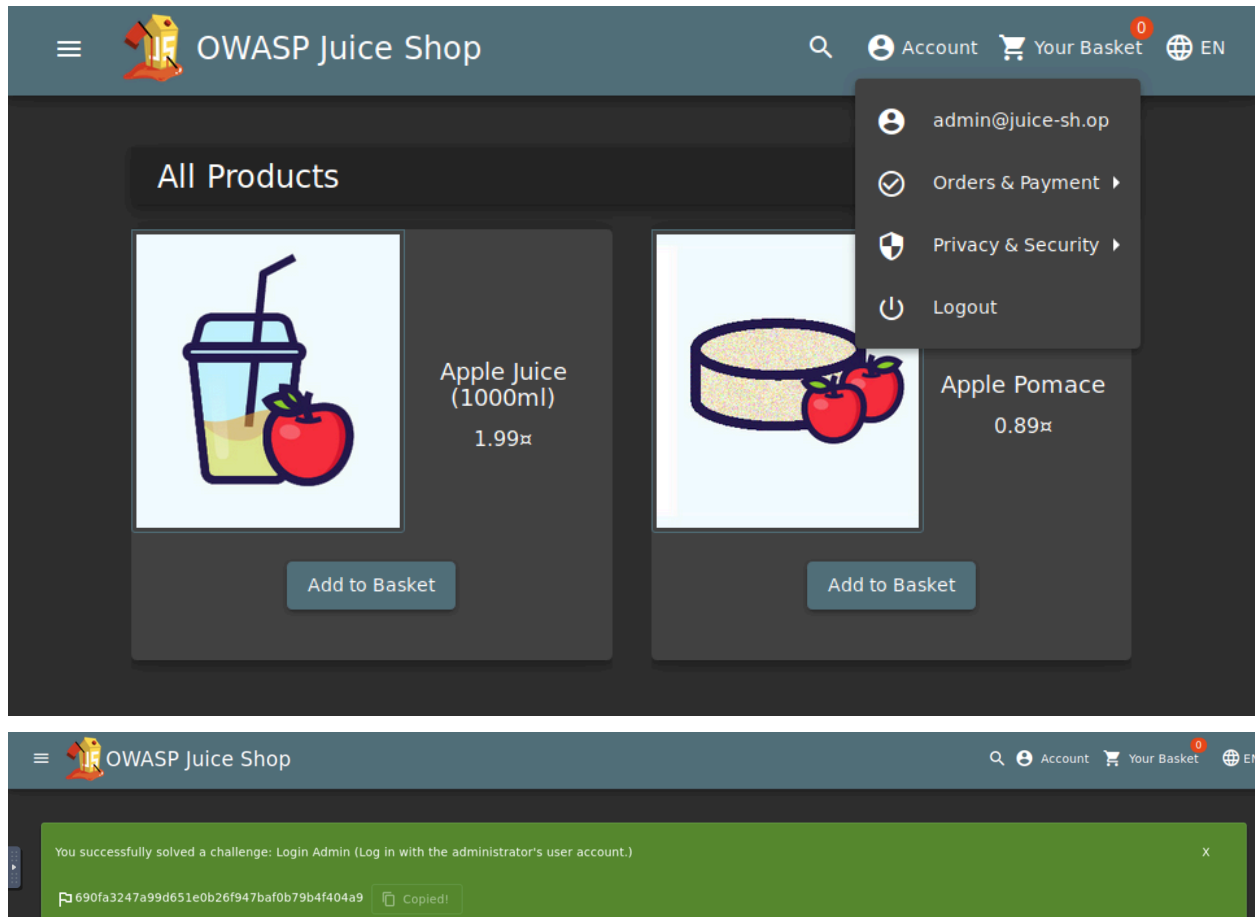 OWASP Juice Shop
Account
0
Your Basket
EN
admin@juice-sh.op
Orders & Payment
Privacy & Security
Logout
All Products
Apple Juice
(1000ml)
1.99¤
Add to Basket
Apple Pomace
0.89¤
Add to Basket
OWASP Juice Shop
Account
0
Your Basket
EN
You successfully solved a challenge: Login Admin (Log in with the administrator's user account.)
X
690fa3247a99d651e0b26f947baf0b79b4f404a9
Copied!